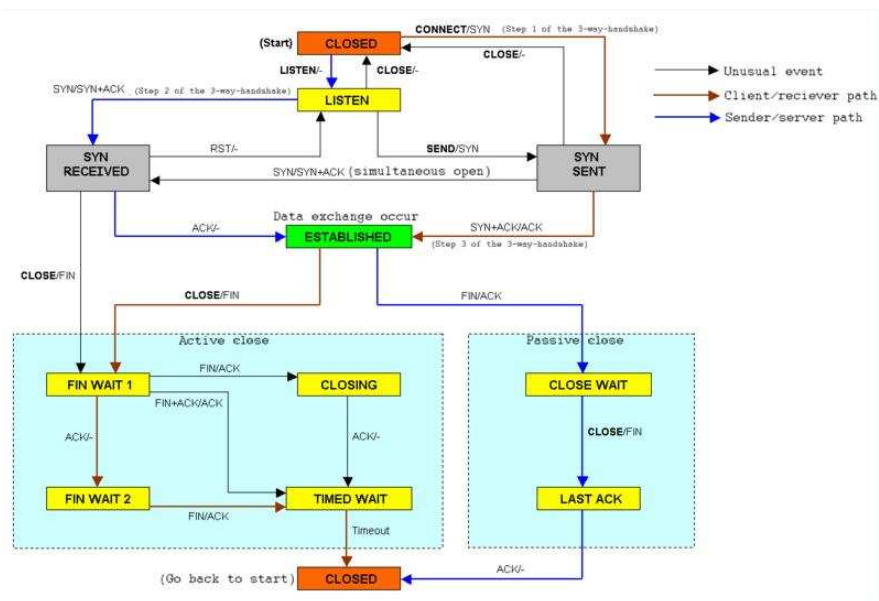 CONNECT/SYN (Step 1 of the 3-way-handshake)
(Start) CLOSED
CLOSE/-
LISTEN/- CLOSE/-
Unusual event
SYN/SYN+ACK (Step 2 of the 3-way-handshake)
LISTEN
Client/reciever path
Sender/server path
RST/-
SEND/SYN
SYN
RECEIVED
SYN
SENT
SYN/SYN+ACK (simultaneous open)
Data exchange occur
ACK/-
ESTABLISHED
SYN+ACK/ACK
(Step 3 of the 3-way-handshake)
CLOSE/FIN
CLOSE/FIN
FIN/ACK
Active close
Passive close
FIN WAIT 1
FIN/ACK
CLOSING
CLOSE WAIT
FIN+ACK/ACK
ACK/-
ACK/-
CLOSE/FIN
FIN WAIT 2
TIMED WAIT
LAST ACK
FIN/ACK
Timeout
ACK/-
(Go back to start) CLOSED